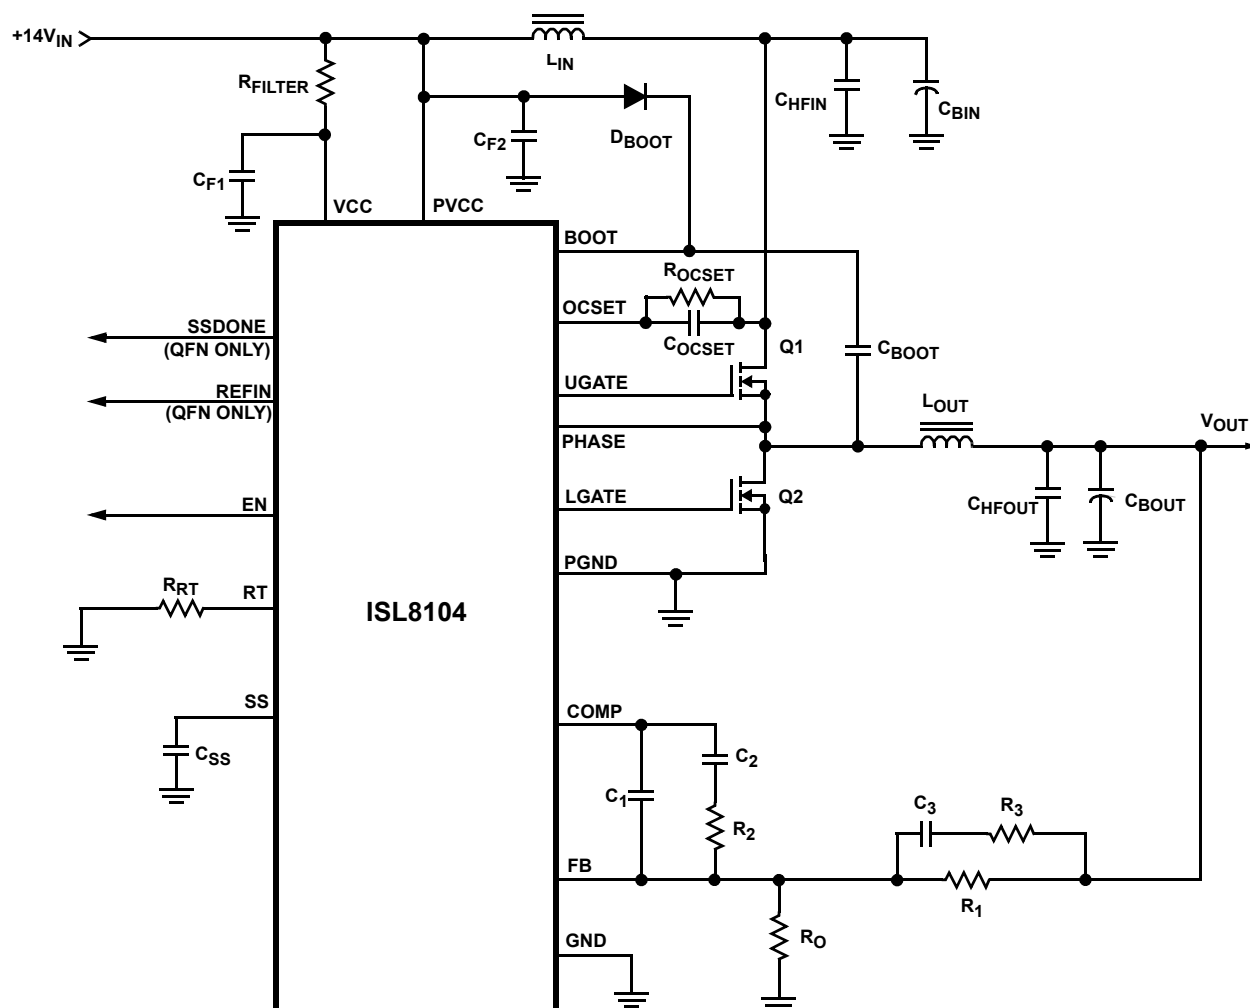 +14VIN
LIN
RFILTER
CHFIN
CBIN
CF2
DBOOT
CF1
VCC
PVCC
BOOT
ROCSET
OCSET
COCSET
Q1
CBOOT
SSDONE
(QFN ONLY)
REFIN
(QFN ONLY)
UGATE
LOUT
VOUT
PHASE
EN
LGATE
Q2
CHFOUT
CBOUT
PGND
RRT
RT
ISL8104
SS
CSS
COMP
C2
C1
R2
C3
R3
FB
R1
RO
GND